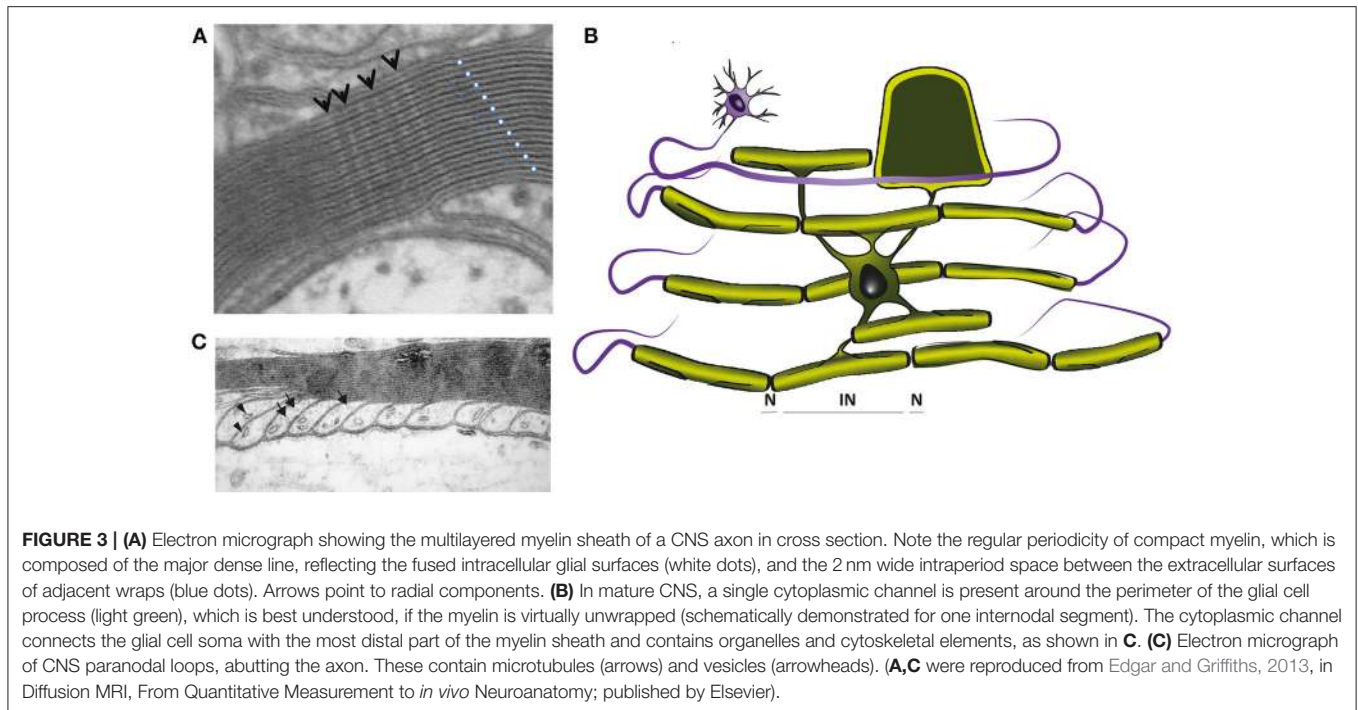 A
B
C
N IN N
FIGURE 3 | (A) Electron micrograph showing the multilayered myelin sheath of a CNS axon in cross section. Note the regular periodicity of compact myelin, which is
composed of the major dense line, reflecting the fused intracellular glial surfaces (white dots), and the 2 nm wide intraperiod space between the extracellular surfaces
of adjacent wraps (blue dots). Arrows point to radial components. (B) In mature CNS, a single cytoplasmic channel is present around the perimeter of the glial cell
process (light green), which is best understood, if the myelin is virtually unwrapped (schematically demonstrated for one internodal segment). The cytoplasmic channel
connects the glial cell soma with the most distal part of the myelin sheath and contains organelles and cytoskeletal elements, as shown in C. (C) Electron micrograph
of CNS paranodal loops, abutting the axon. These contain microtubules (arrows) and vesicles (arrowheads). (A,C were reproduced from Edgar and Griffiths, 2013, in
Diffusion MRI, From Quantitative Measurement to in vivo Neuroanatomy; published by Elsevier).